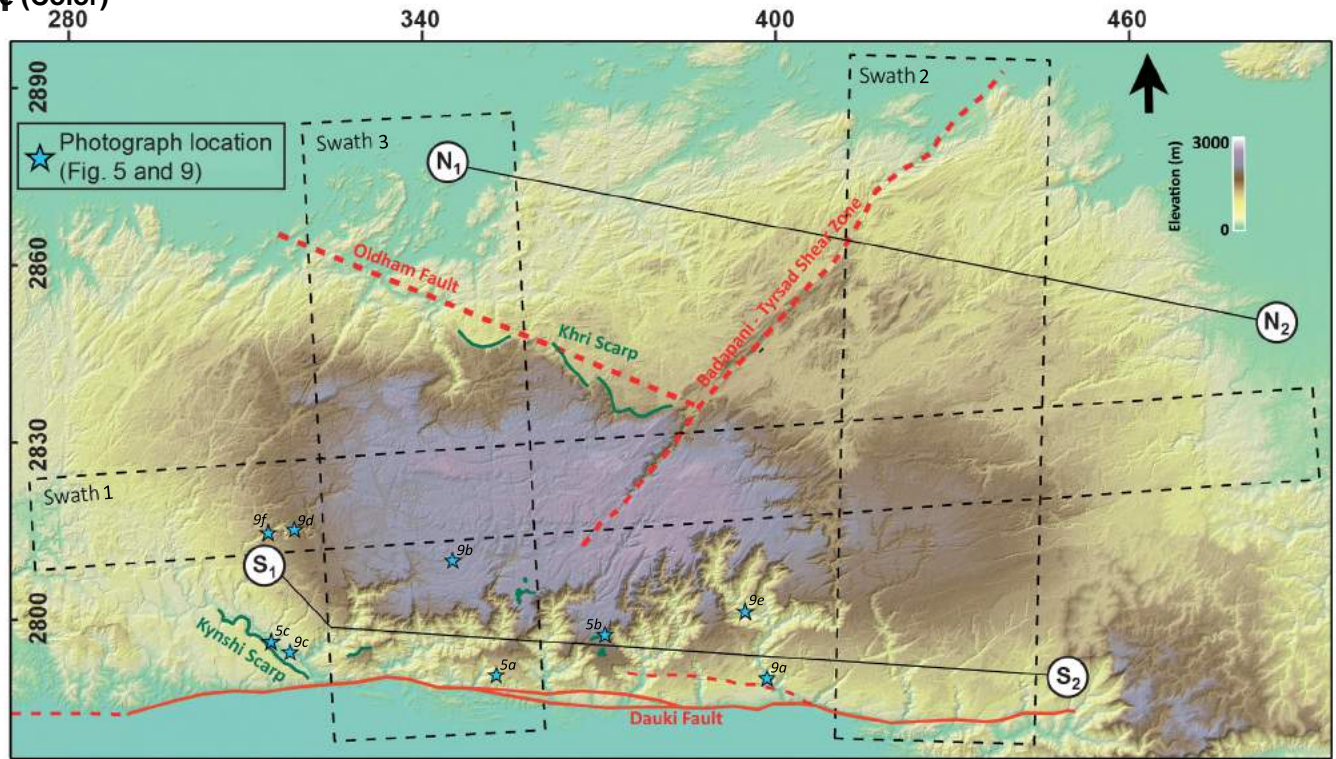 (Color)
280 340 400 460
2890
2860
2830
2800
Swath 2
Photograph location
(Fig. 5 and 9)
Swath 3
N1
3000
Elevation (m)
0
Oldham Fault
Badapani - Tyrsad Shear Zone
N2
Khri Scarp
Swath 1
9f
9d
9b
S1
9e
5c
9c
5b
Kynshi Scarp
5a
9a
S2
Dauki Fault